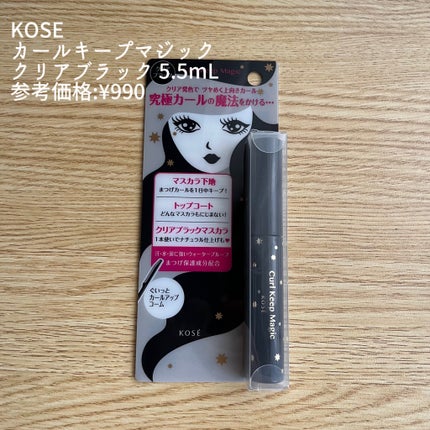 KOSE
カールキープマジック
クリアブラック 5.5mL
参考価格:¥990
Magic
クリア発色で ツヤめく上向きカール
究極カールの魔法をかける…
マスカラ下地
まつげカールを1日中キープ!
トップコート
どんなマスカラもにじまない!
クリアブラックマスカラ
1本使いでナチュラル仕上げも♥
汗・水・涙に強いウォータープルーフ
まつげ保護成分配合
ぐいっと
カールアップ
コーム
KOSÉ
Curl Keep Magic
KOSÉ